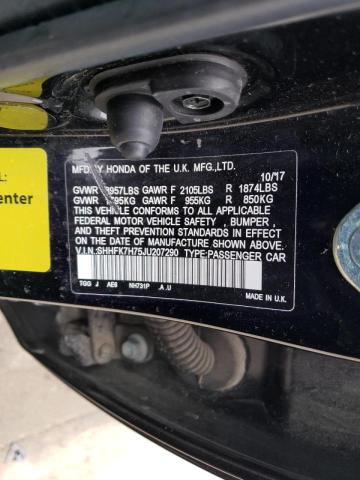 L:
enter
MFD BY HONDA OF THE U.K. MFG.,LTD.
10/17
GVWR 3957LBS GAWR F 2105LBS R 1874LBS
GVWR 1795KG GAWR F 955KG R 850KG
THIS VEHICLE CONFORMS TO ALL APPLICABLE
FEDERAL MOTOR VEHICLE SAFETY , BUMPER,
AND THEFT PREVENTION STANDARDS IN EFFECT
ON THE DATE OF MANUFACTURE SHOWN ABOVE.
V.I.N.:SHHFK7H75JU207290 TYPE:PASSENGER CAR
TGG J AE6 NH731P .A.U
MADE IN U.K.